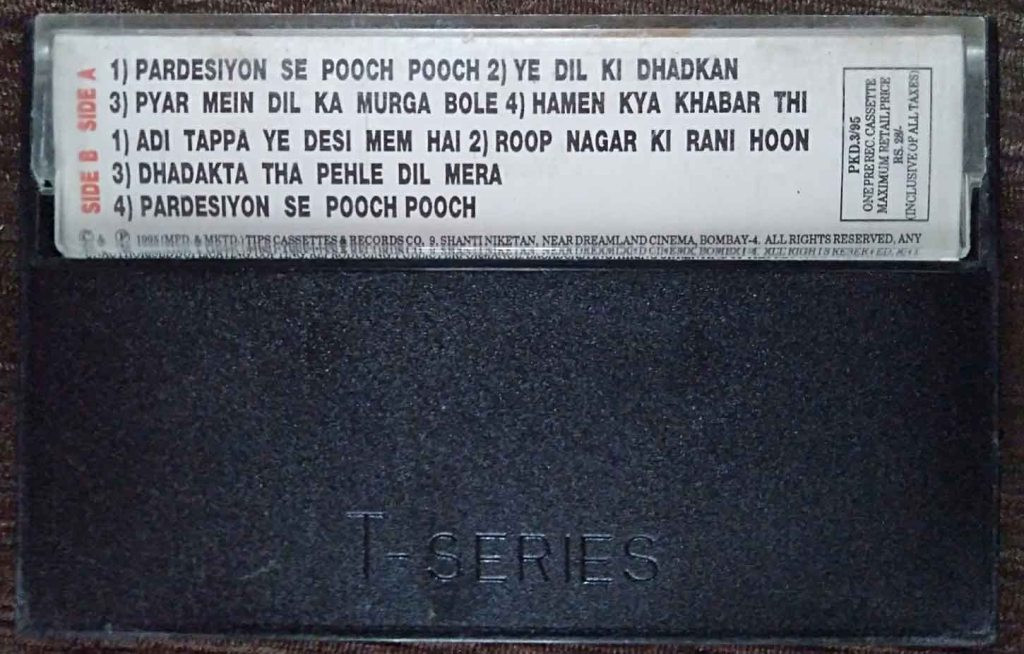 SIDE A
1) PARDESIYON SE POOCH POOCH 2) YE DIL KI DHADKAN
3) PYAR MEIN DIL KA MURGA BOLE 4) HAMEN KYA KHABAR THI
SIDE B
1) ADI TAPPA YE DESI MEM HAI 2) ROOP NAGAR KI RANI HOON
3) DHADAKTA THA PEHLE DIL MERA
4) PARDESIYON SE POOCH POOCH
PKD.3/95
ONE PRE REC. CASSETTE
MAXIMUM RETAIL PRICE
RS. 28/-
(INCLUSIVE OF ALL TAXES)
© & ℗ 1995 (MFD. & MKTD.) TIPS CASSETTES & RECORDS CO. 9, SHANTI NIKETAN, NEAR DREAMLAND CINEMA, BOMBAY-4. ALL RIGHTS RESERVED, ANY
T-SERIES